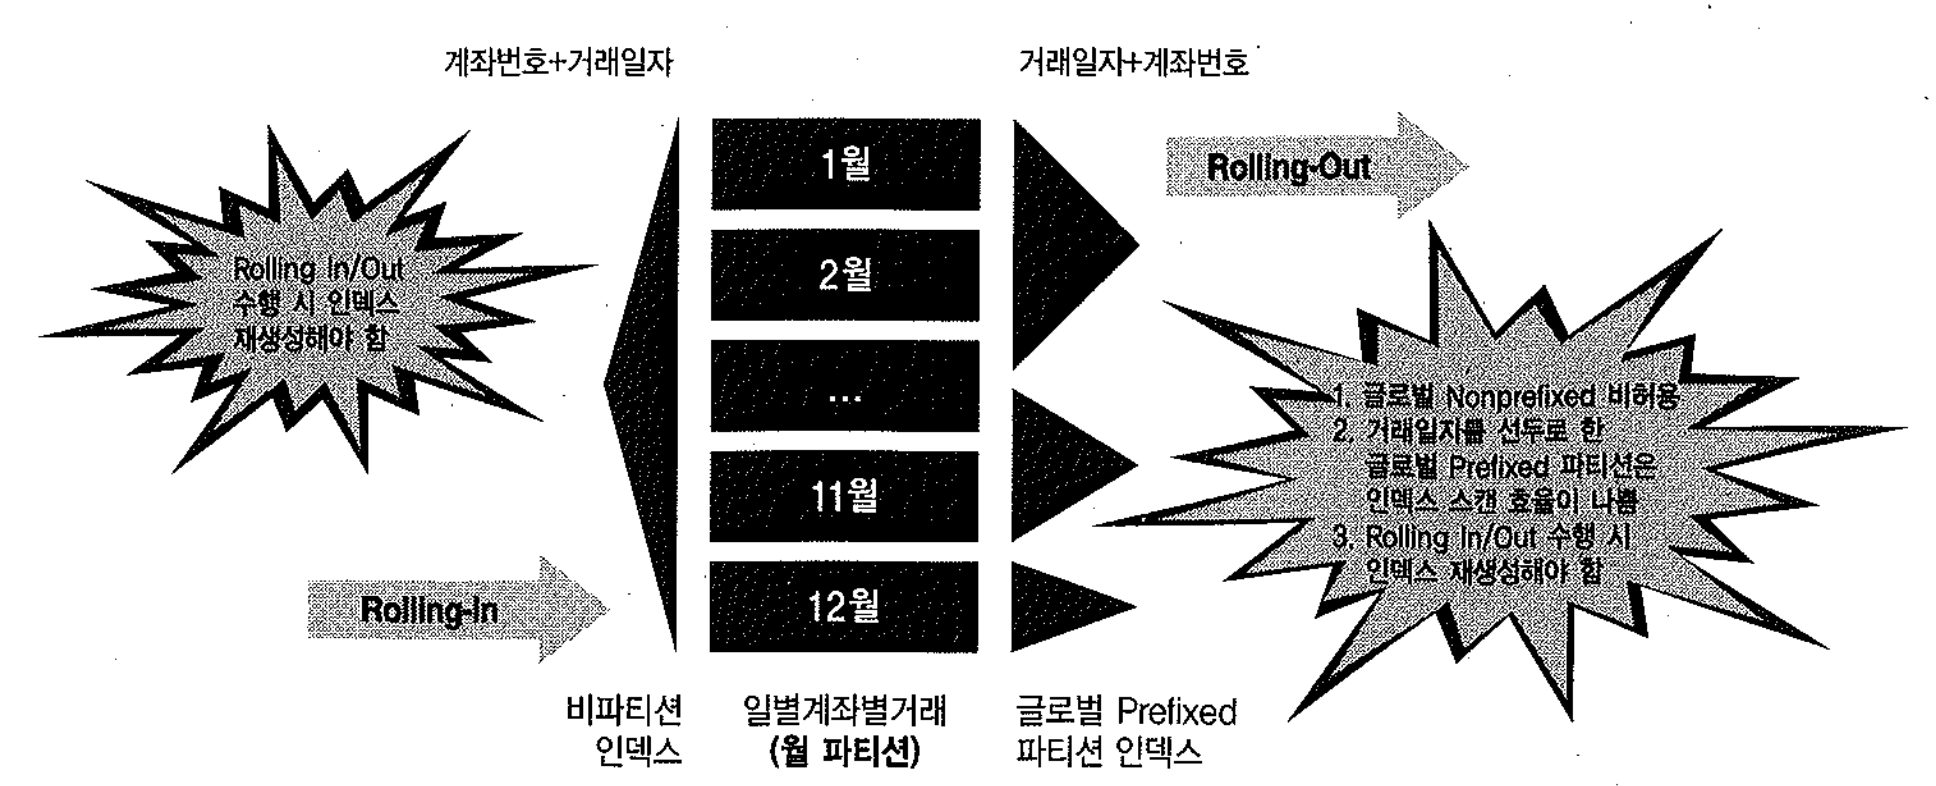 계좌번호+거래일자
거래일자+계좌번호
Rolling In/Out
수행 시 인덱스
재생성해야 함
1월
2월
...
11월
12월
Rolling-Out
Rolling-In
1. 글로벌 Nonprefixed 비허용
2. 거래일자를 선두로 한
글로벌 Prefixed 파티션은
인덱스 스캔 효율이 나쁨
3. Rolling In/Out 수행 시
인덱스 재생성해야 함
비파티션
인덱스
일별계좌별거래
(월 파티션)
글로벌 Prefixed
파티션 인덱스